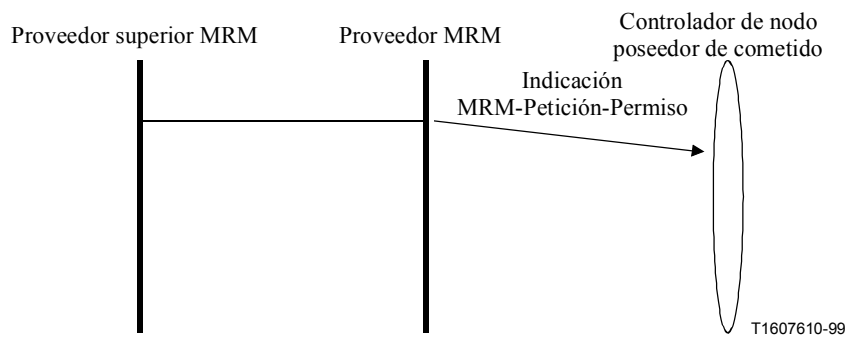 Proveedor superior MRM
Proveedor MRM
Controlador de nodo
poseedor de cometido
Indicación
MRM-Petición-Permiso
T1607610-99